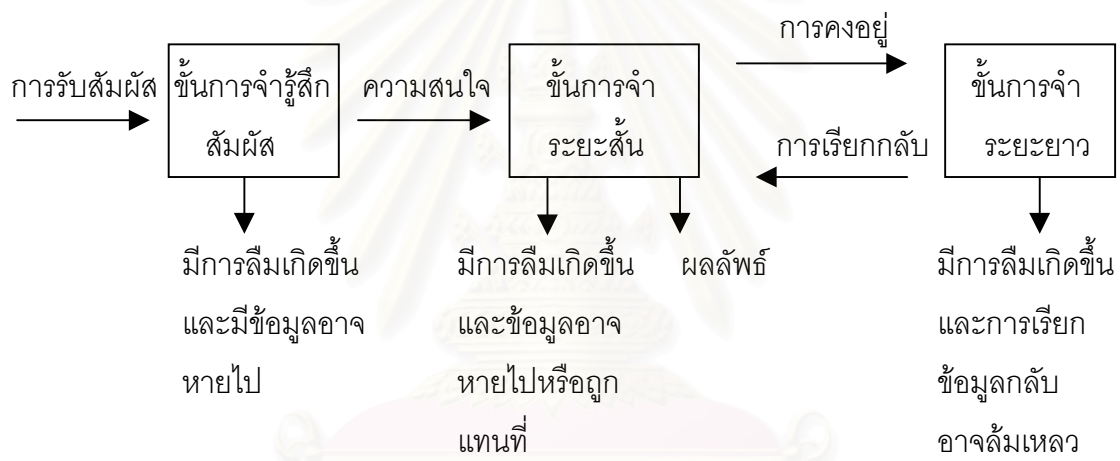 การคงอยู่
การรับสัมผัส
ขั้นการจำรู้สึก
สัมผัส
ความสนใจ
ขั้นการจำ
ระยะสั้น
การเรียกกลับ
ขั้นการจำ
ระยะยาว
มีการลืมเกิดขึ้น
และมีข้อมูลอาจ
หายไป
มีการลืมเกิดขึ้น
และข้อมูลอาจ
หายไปหรือถูก
แทนที่
ผลลัพธ์
มีการลืมเกิดขึ้น
และการเรียก
ข้อมูลกลับ
อาจล้มเหลว